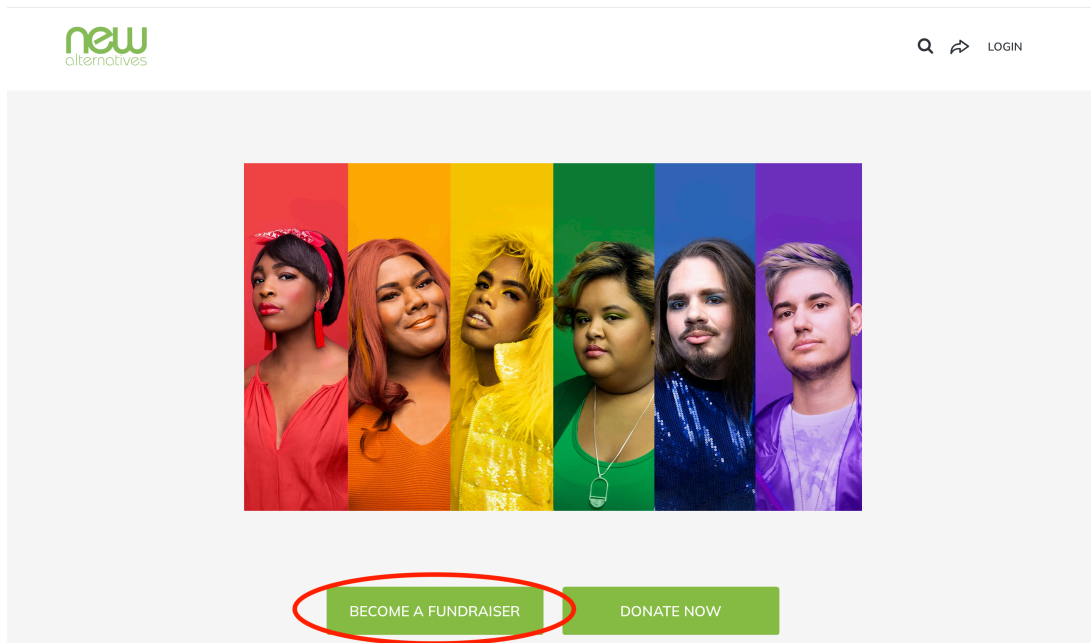 new
alternatives
LOGIN
BECOME A FUNDRAISER
DONATE NOW